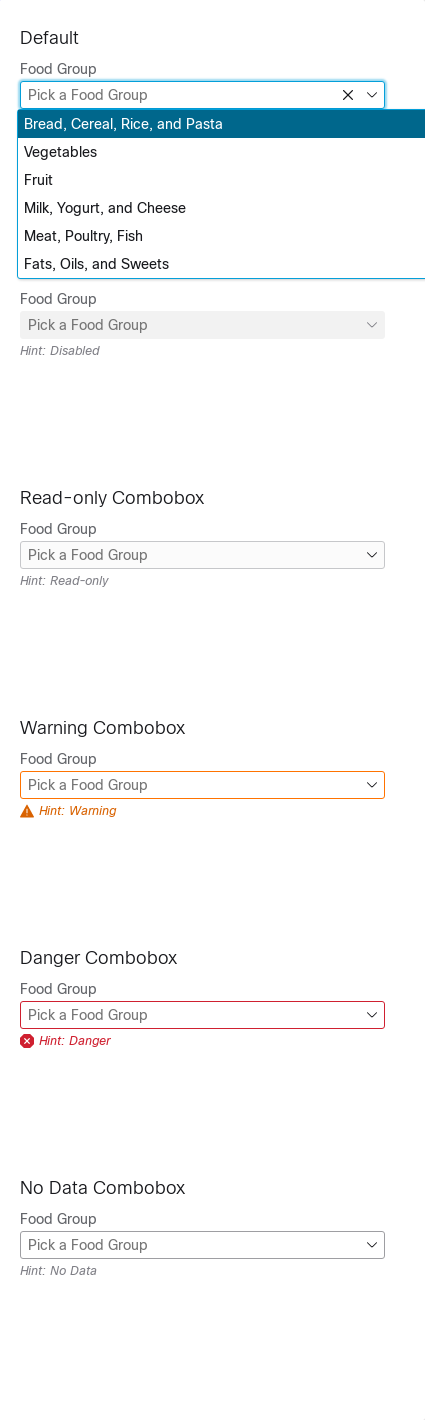 Default
Food Group
Pick a Food Group
Bread, Cereal, Rice, and Pasta
Vegetables
Fruit
Milk, Yogurt, and Cheese
Meat, Poultry, Fish
Fats, Oils, and Sweets
Food Group
Pick a Food Group
Hint: Disabled
Read-only Combobox
Food Group
Pick a Food Group
Hint: Read-only
Warning Combobox
Food Group
Pick a Food Group
Hint: Warning
Danger Combobox
Food Group
Pick a Food Group
Hint: Danger
No Data Combobox
Food Group
Pick a Food Group
Hint: No Data